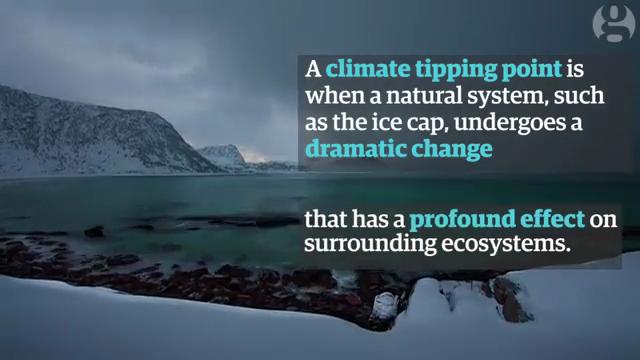 A climate tipping point is
when a natural system, such
as the ice cap, undergoes a
dramatic change
that has a profound effect on
surrounding ecosystems.